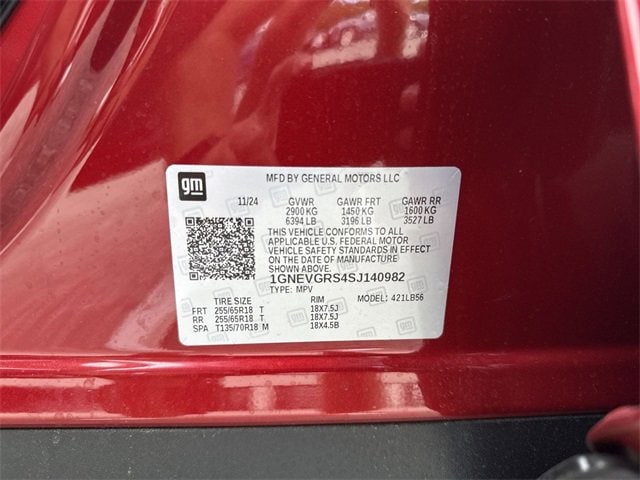 gm
MFD BY GENERAL MOTORS LLC
11/24 GVWR GAWR FRT GAWR RR
2900 KG 1450 KG 1600 KG
6394 LB 3196 LB 3527 LB
THIS VEHICLE CONFORMS TO ALL
APPLICABLE U.S. FEDERAL MOTOR
VEHICLE SAFETY STANDARDS IN EFFECT
ON THE DATE OF MANUFACTURE
SHOWN ABOVE.
1GNEVGRS4SJ140982
TYPE: MPV MODEL: 421LB56
TIRE SIZE RIM
FRT 255/65R18 T 18X7.5J
RR 255/65R18 T 18X7.5J
SPA T135/70R18 M 18X4.5B